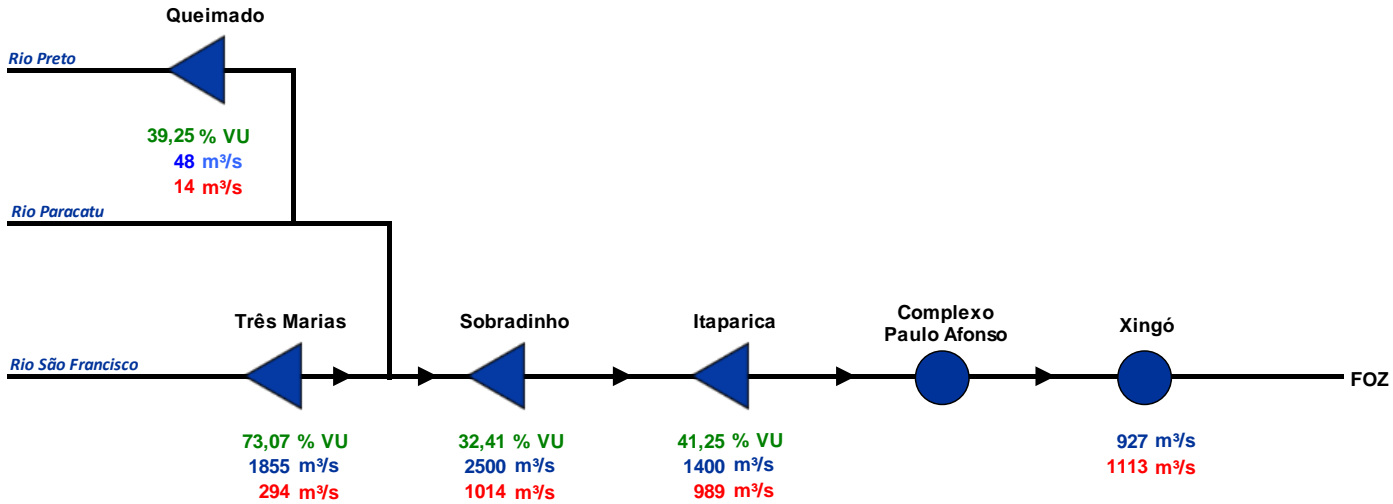 Queimado
Rio Preto
39,25 % VU
48 m³/s
14 m³/s
Rio Paracatu
Três Marias
Sobradinho
Itaparica
Complexo
Paulo Afonso
Xingó
Rio São Francisco
FOZ
73,07 % VU
1855 m³/s
294 m³/s
32,41 % VU
2500 m³/s
1014 m³/s
41,25 % VU
1400 m³/s
989 m³/s
927 m³/s
1113 m³/s